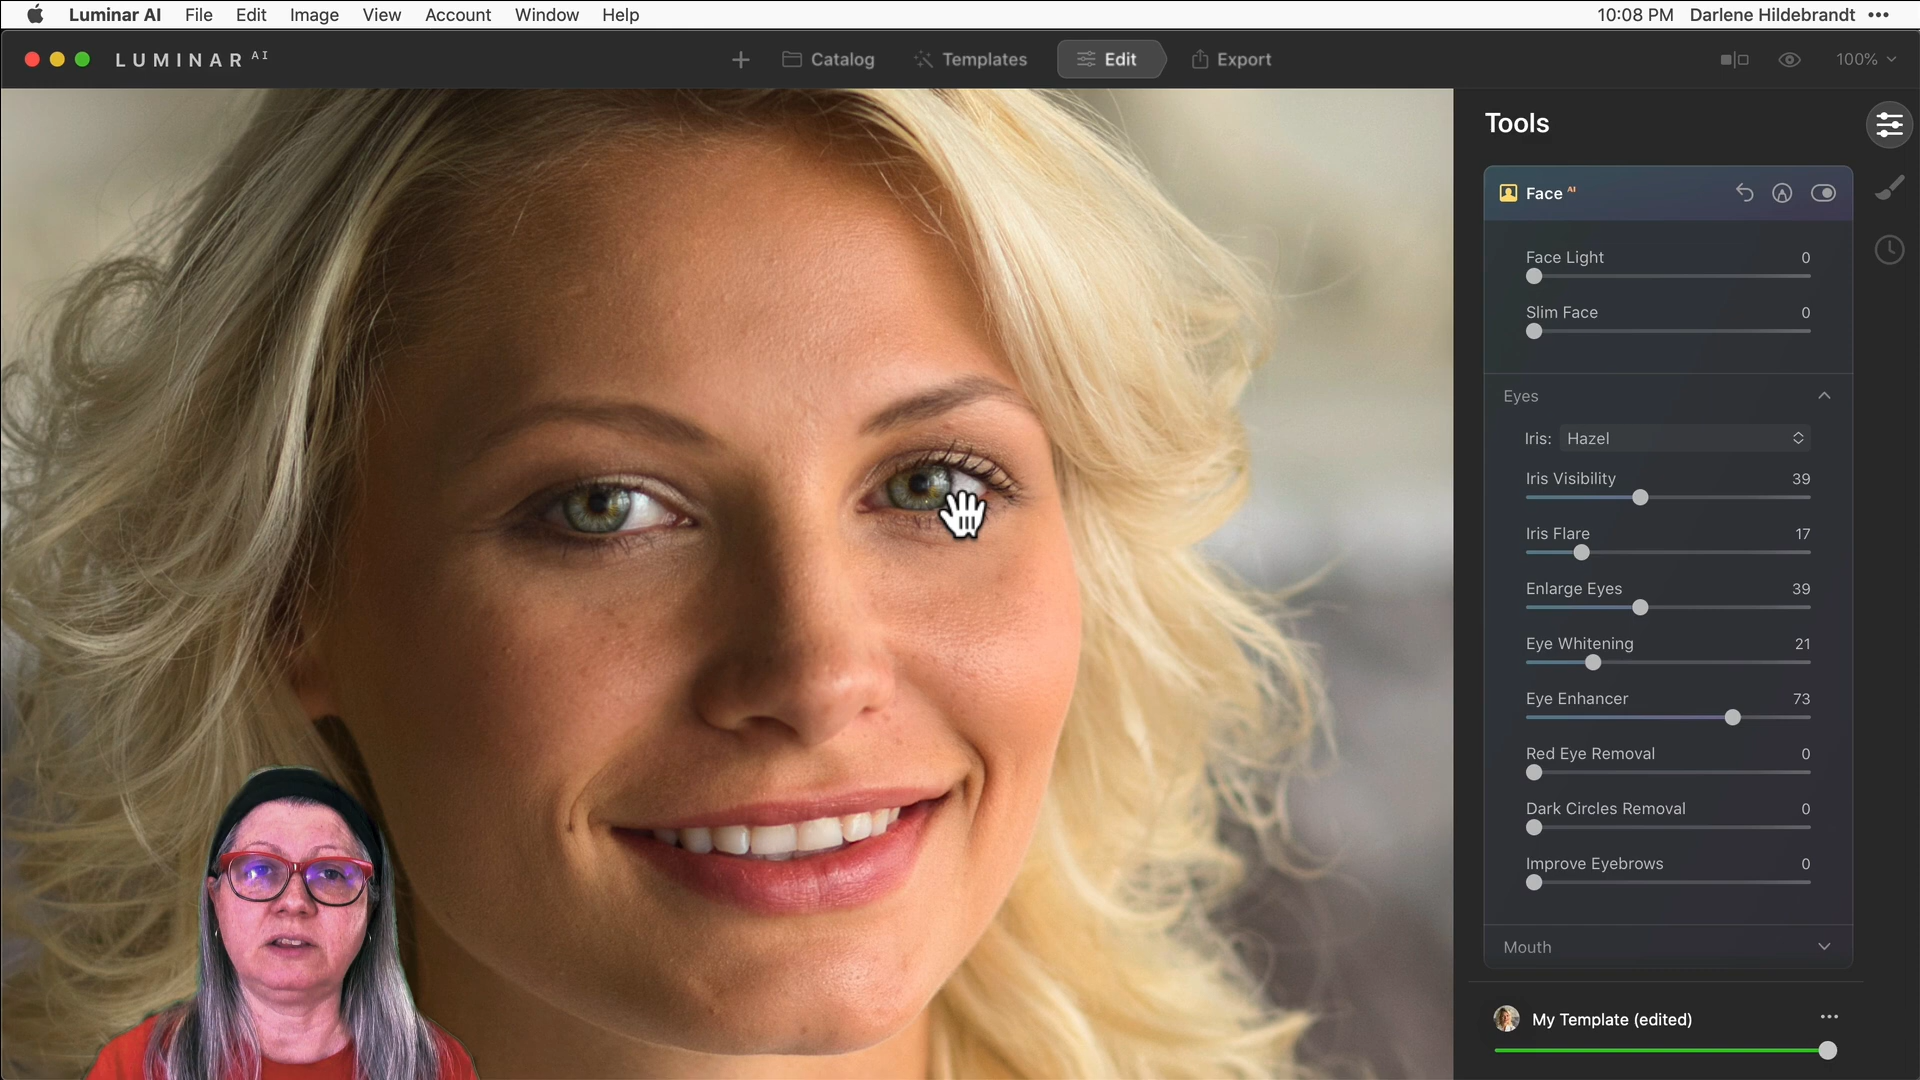 Luminar AI File Edit Image View Account Window Help 10:08 PM Darlene Hildebrandt
LUMINAR AI Catalog Templates Edit Export 100%
Tools
Face AI
Face Light 0
Slim Face 0
Eyes
Iris: Hazel
Iris Visibility 39
Iris Flare 17
Enlarge Eyes 39
Eye Whitening 21
Eye Enhancer 73
Red Eye Removal 0
Dark Circles Removal 0
Improve Eyebrows 0
Mouth
My Template (edited)